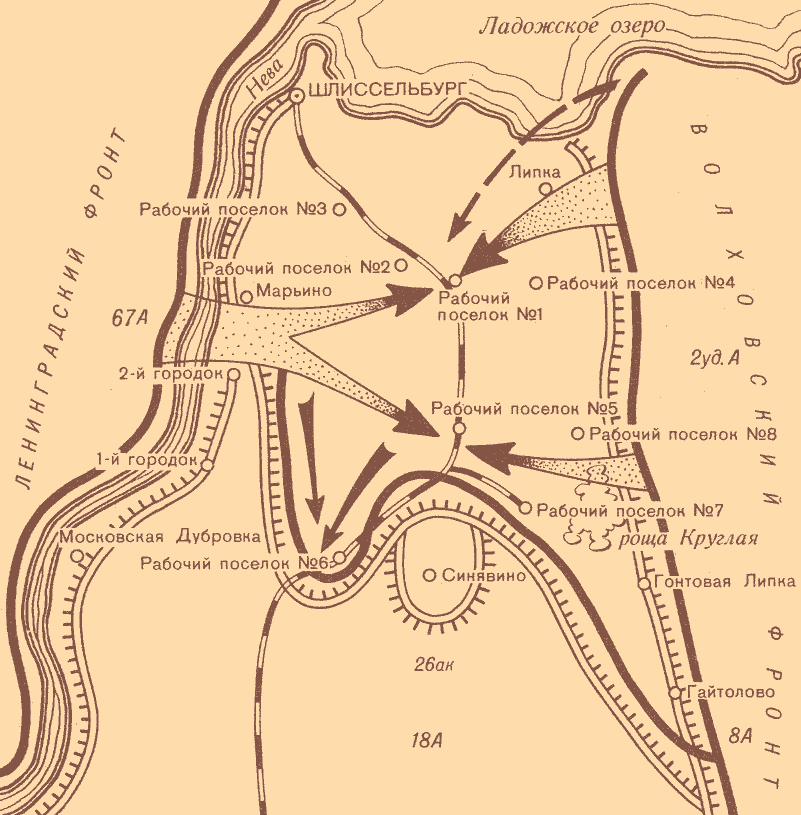 Ладожское озеро
Нева
ШЛИССЕЛЬБУРГ
ЛЕНИНГРАДСКИЙ ФРОНТ
ВОЛХОВСКИЙ ФРОНТ
Липка
Рабочий поселок №3
Рабочий поселок №2
Марьино
Рабочий поселок №4
Рабочий
поселок №1
67А
2уд.А
2-й городок
Рабочий поселок №5
Рабочий поселок №8
1-й городок
Рабочий поселок №7
Московская Дубровка
роща Круглая
Рабочий поселок №6
Синявино
Гонтовая Липка
26ак
Гайтолово
18А
8А